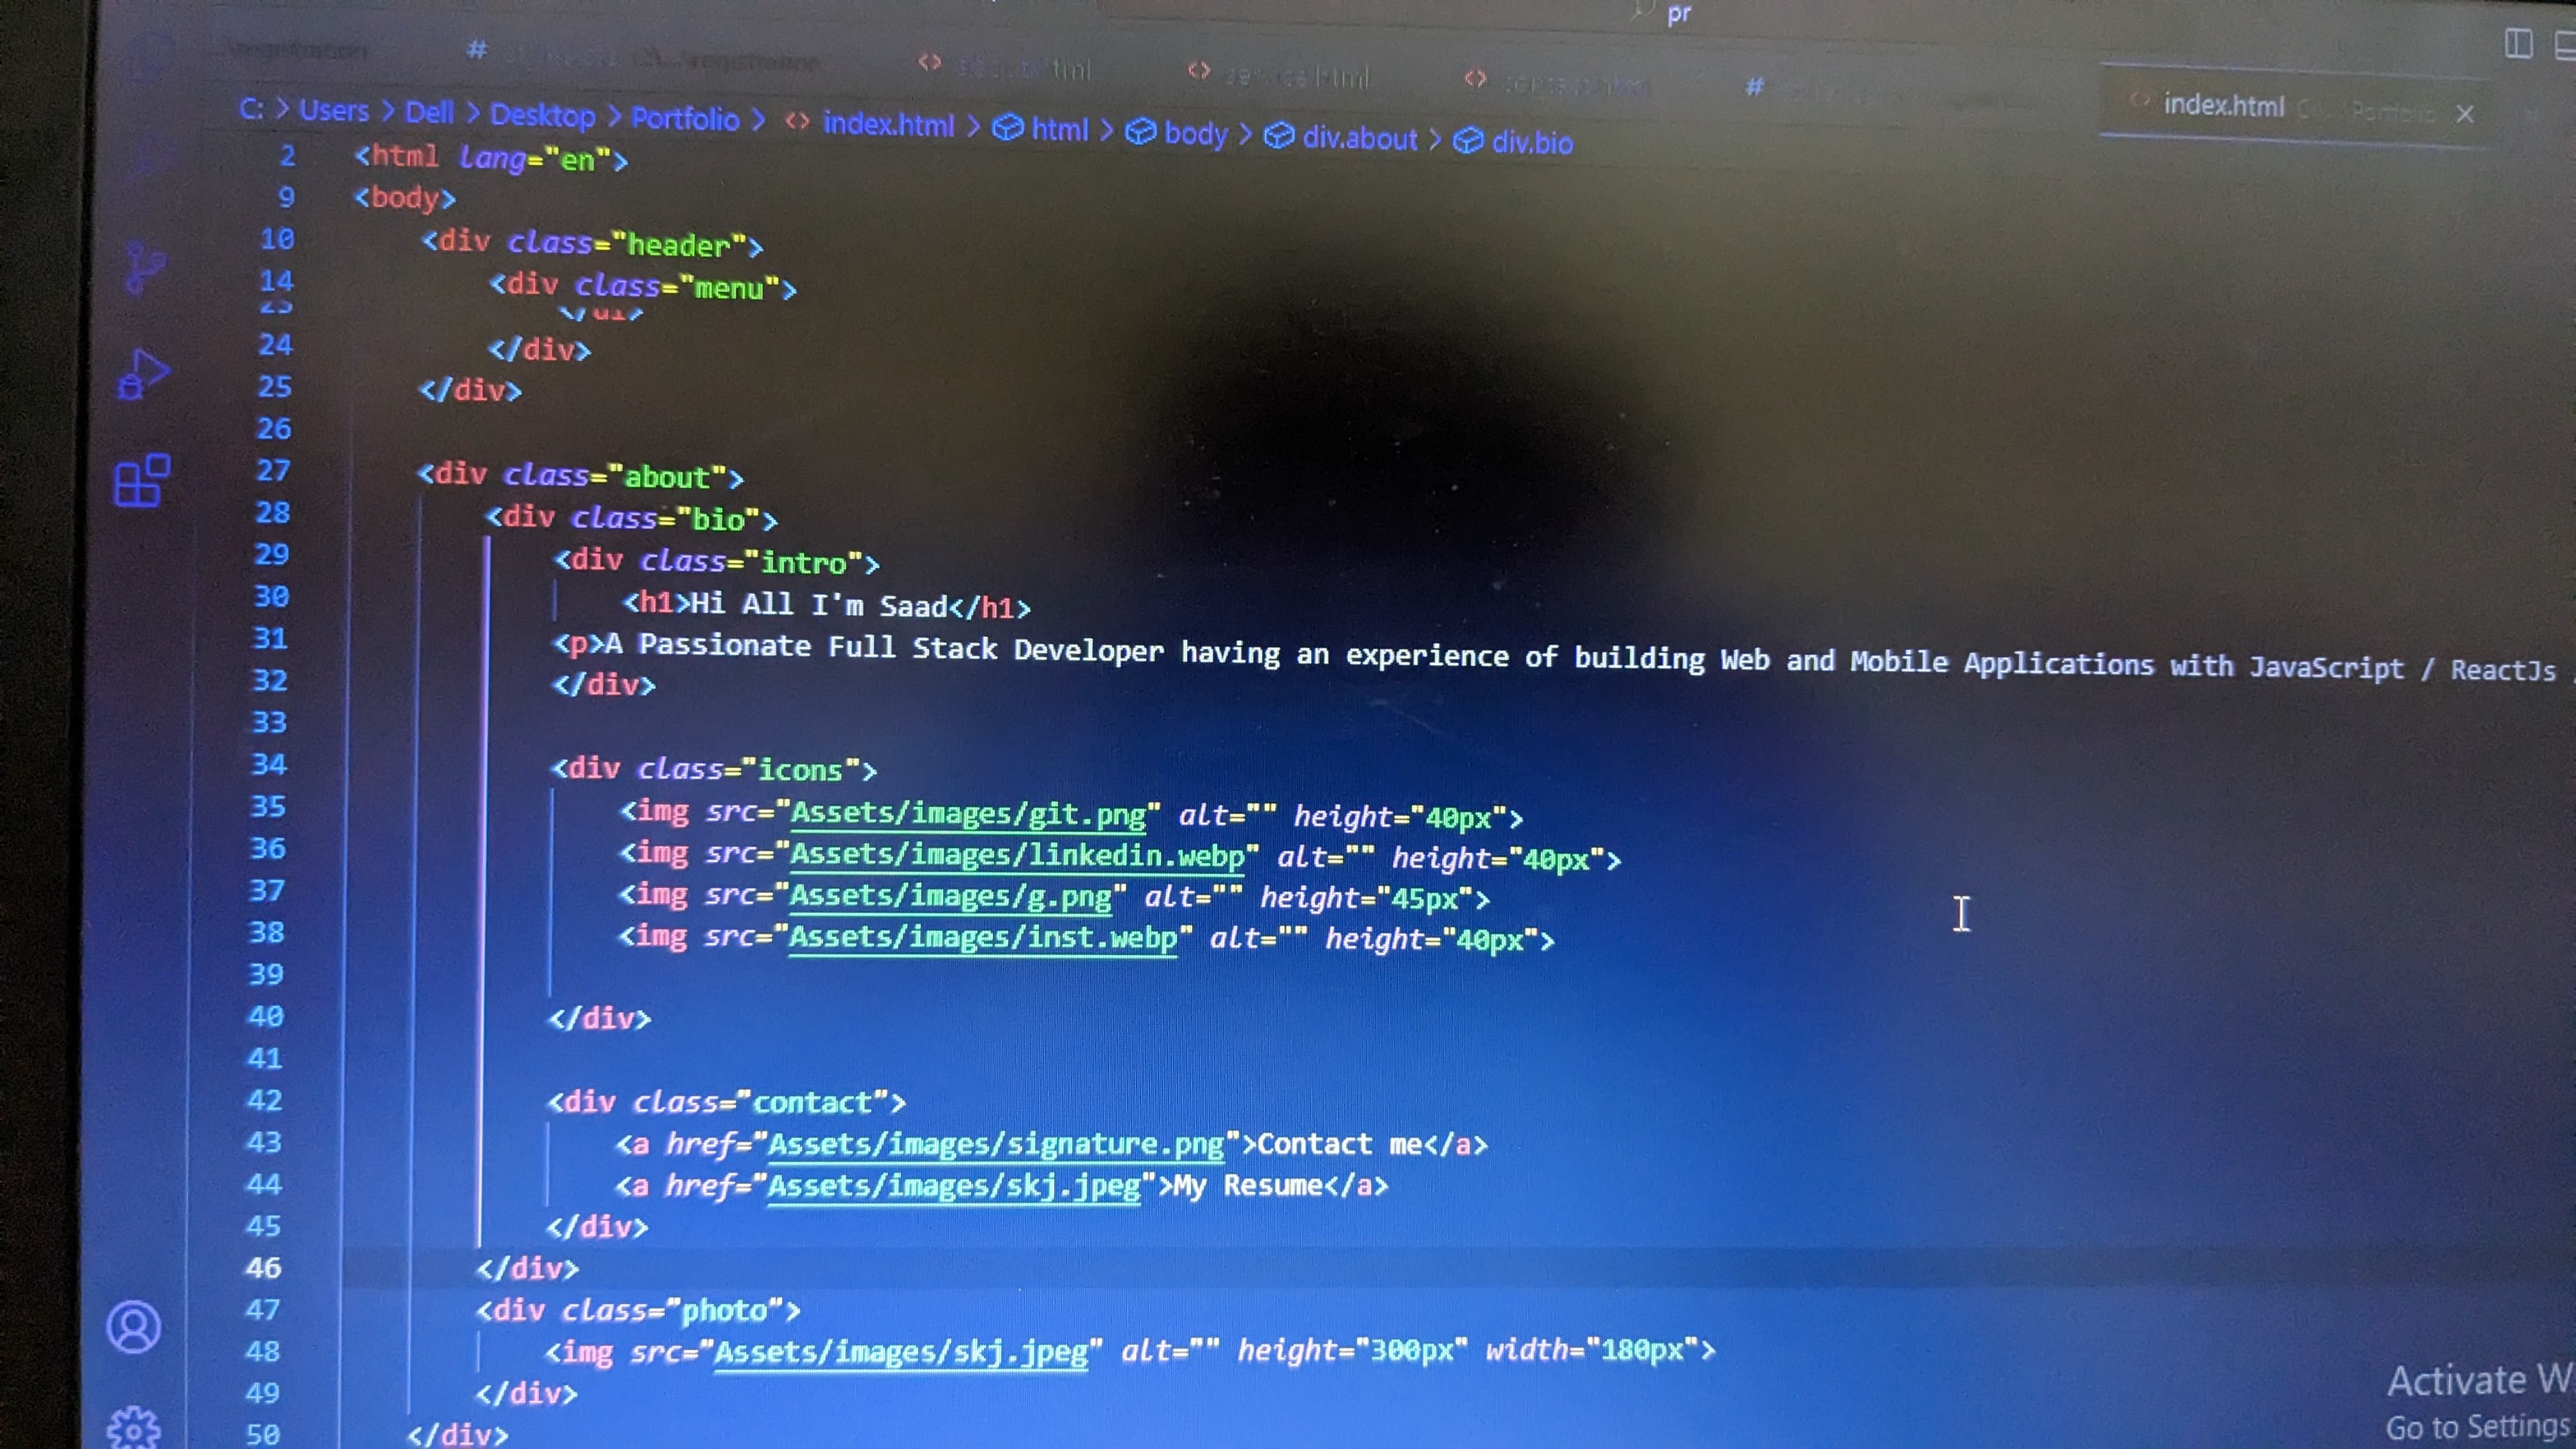 pr
index.html
C: > Users > Dell > Desktop > Portfolio > <> index.html > html > body > div.about > div.bio
2 <html lang="en">
9 <body>
10 <div class="header">
14 <div class="menu">
23 </ul>
24 </div>
25 </div>
26
27 <div class="about">
28 <div class="bio">
29 <div class="intro">
30 <h1>Hi All I'm Saad</h1>
31 <p>A Passionate Full Stack Developer having an experience of building Web and Mobile Applications with JavaScript / ReactJs
32 </div>
33
34 <div class="icons">
35 <img src="Assets/images/git.png" alt="" height="40px">
36 <img src="Assets/images/linkedin.webp" alt="" height="40px">
37 <img src="Assets/images/g.png" alt="" height="45px">
38 <img src="Assets/images/inst.webp" alt="" height="40px">
39
40 </div>
41
42 <div class="contact">
43 <a href="Assets/images/signature.png">Contact me</a>
44 <a href="Assets/images/skj.jpeg">My Resume</a>
45 </div>
46 </div>
47 <div class="photo">
48 <img src="Assets/images/skj.jpeg" alt="" height="300px" width="180px">
49 </div>
50 </div>
Activate W
Go to Settings